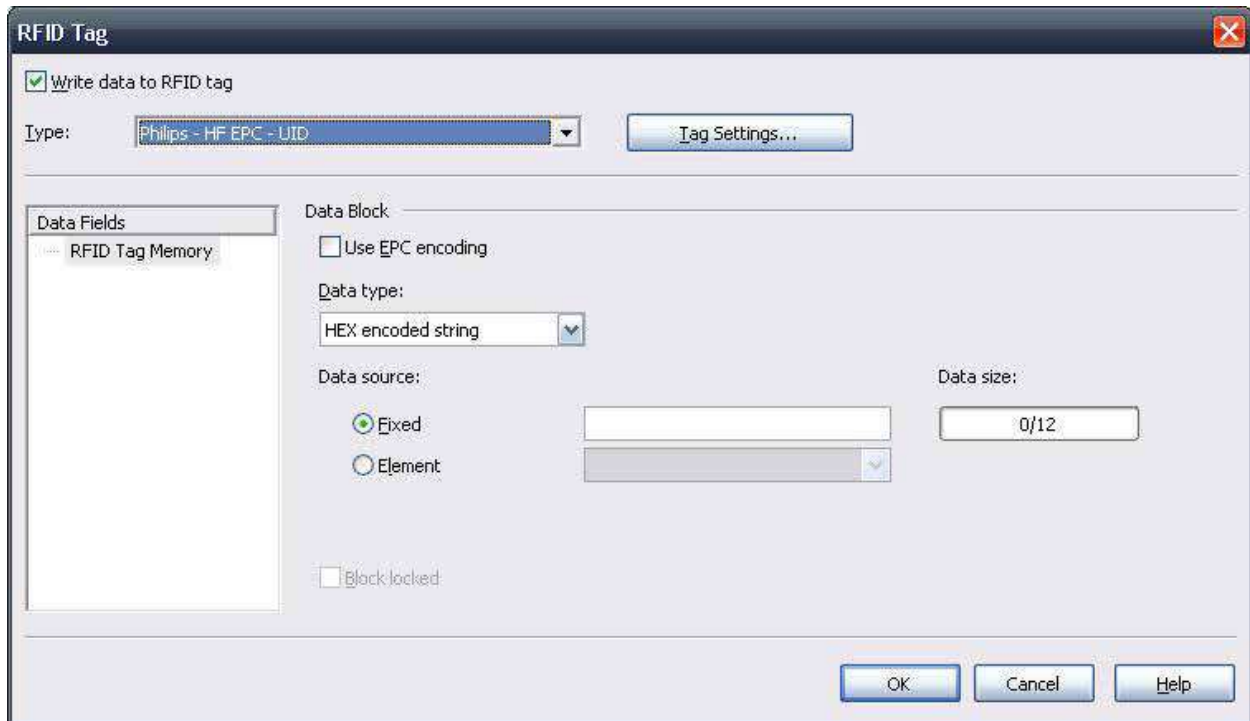 RFID Tag
Write data to RFID tag
Type: Philips - HF EPC - UID Tag Settings...
Data Fields
RFID Tag Memory
Data Block
Use EPC encoding
Data type:
HEX encoded string
Data source: Data size:
Fixed 0/12
Element
Block locked
OK Cancel Help